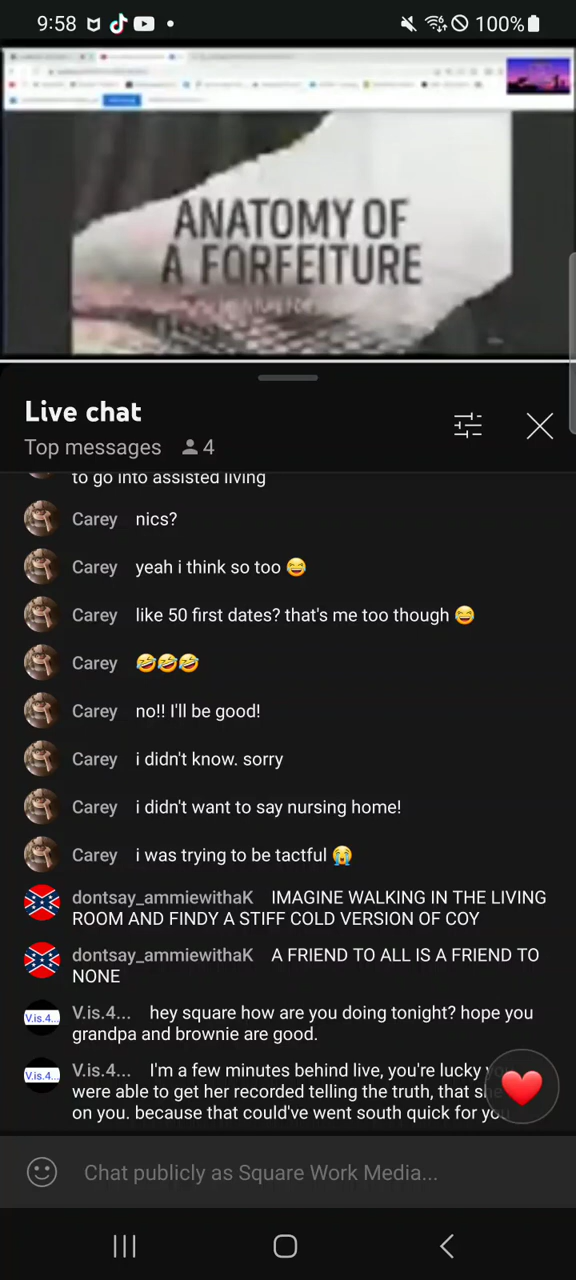 9:58
100%
ANATOMY OF
A FORFEITURE
Live chat
Top messages 4
to go into assisted living
Carey nics?
Carey yeah i think so too 😂
Carey like 50 first dates? that's me too though 😂
Carey 🤣🤣🤣
Carey no!! I'll be good!
Carey i didn't know. sorry
Carey i didn't want to say nursing home!
Carey i was trying to be tactful 😭
dontsay_ammiewithaK IMAGINE WALKING IN THE LIVING
ROOM AND FINDY A STIFF COLD VERSION OF COY
dontsay_ammiewithaK A FRIEND TO ALL IS A FRIEND TO
NONE
V.is.4... V.is.4... hey square how are you doing tonight? hope you
grandpa and brownie are good.
V.is.4... V.is.4... I'm a few minutes behind live, you're lucky
were able to get her recorded telling the truth, that
on you. because that could've went south quick for you
Chat publicly as Square Work Media...